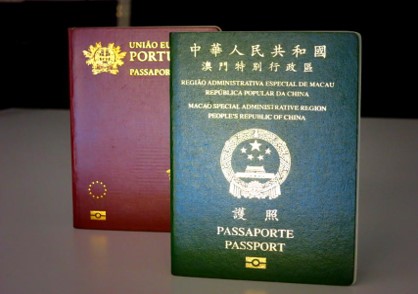 UNIÃO EU
PORTU
PASSAPO
中華人民共和國
澳門特別行政區
REGIÃO ADMINISTRATIVA ESPECIAL DE MACAU
REPÚBLICA POPULAR DA CHINA
MACAO SPECIAL ADMINISTRATIVE REGION
PEOPLE'S REPUBLIC OF CHINA
護照
PASSAPORTE
PASSPORT